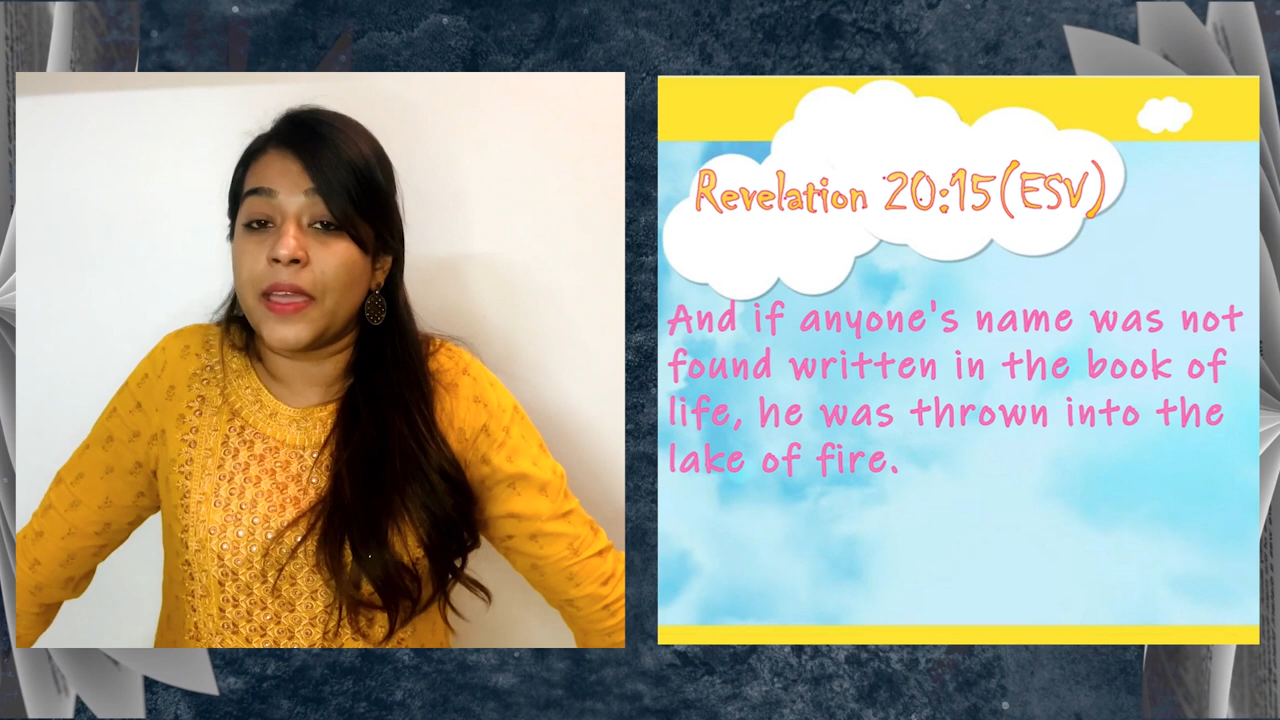 Revelation 20:15(ESV)
And if anyone's name was not
found written in the book of
life, he was thrown into the
lake of fire.